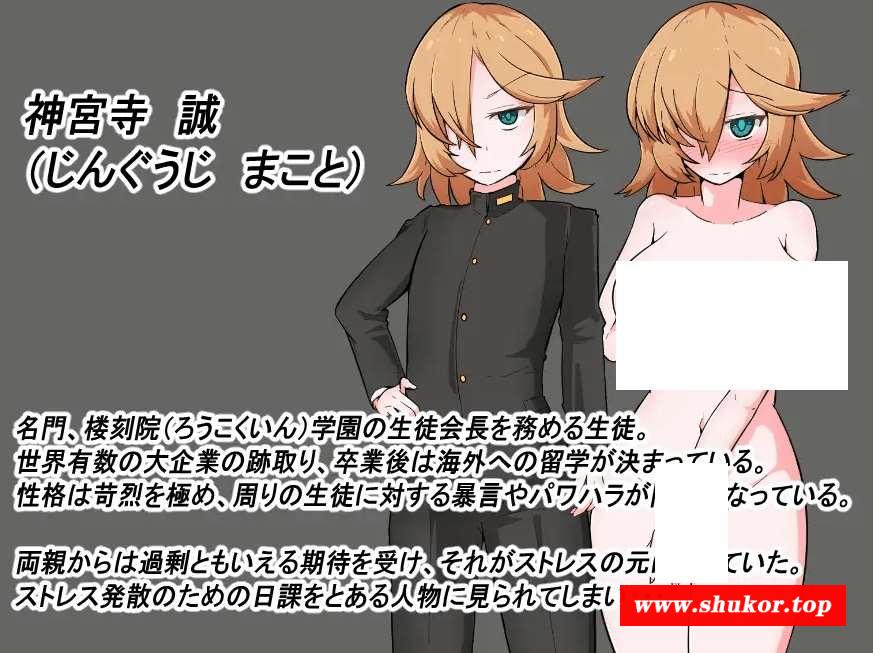 神宮寺　誠
（じんぐうじ　まこと）
名門、楼刻院（ろうこくいん）学園の生徒会長を務める生徒。
世界有数の大企業の跡取り、卒業後は海外への留学が決まっている。
性格は苛烈を極め、周りの生徒に対する暴言やパワハラが なっている。
両親からは過剰ともいえる期待を受け、それがストレスの元 ていた。
ストレス発散のための日課をとある人物に見られてしまい
www.shukor.top